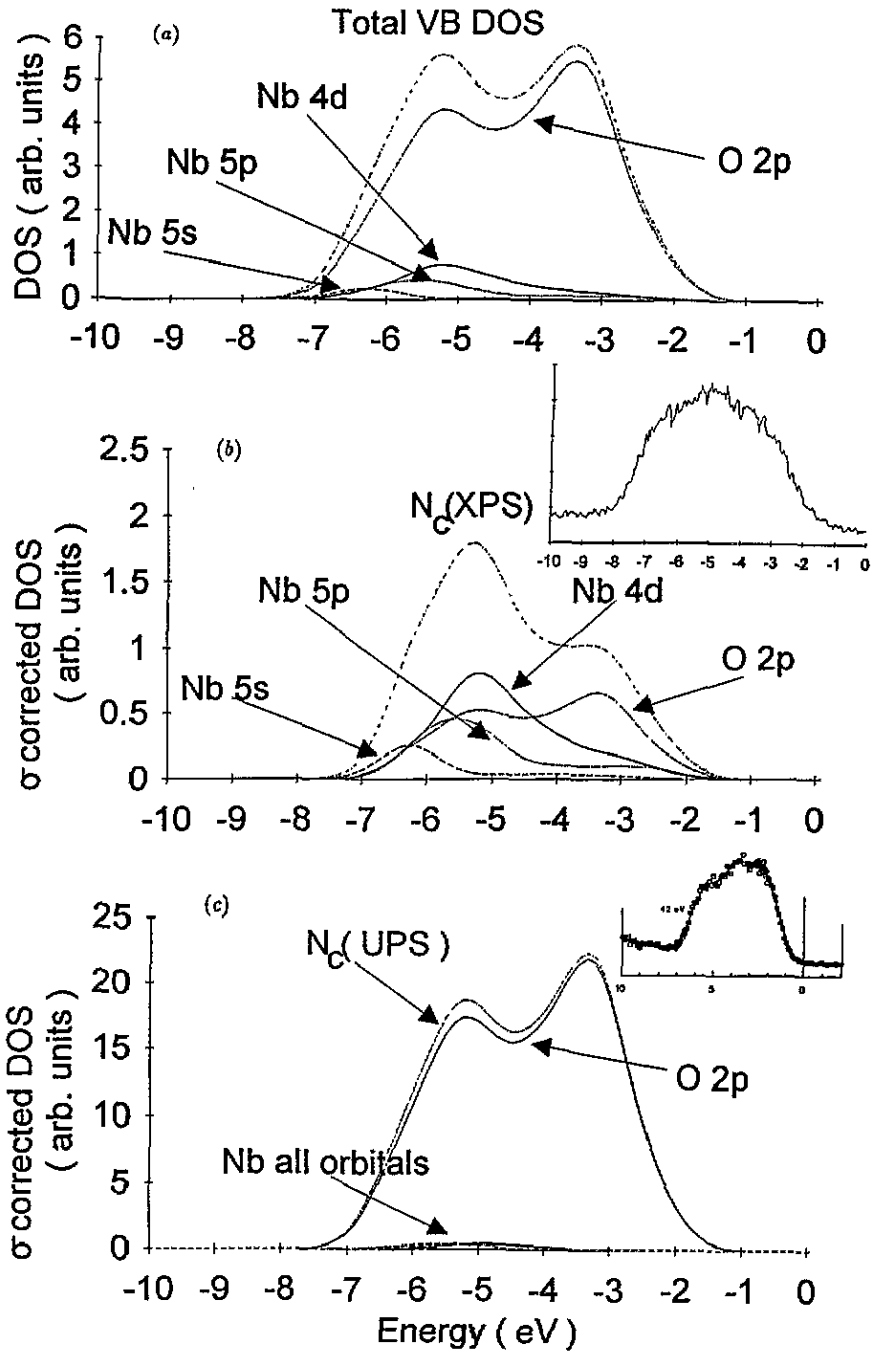 (a)
Total VB DOS
Nb 4d
Nb 5p
Nb 5s
O 2p
DOS ( arb. units )
6
5
4
3
2
1
0
-10 -9 -8 -7 -6 -5 -4 -3 -2 -1 0
(b)
N_c(XPS)
Nb 5p
Nb 4d
Nb 5s
O 2p
σ corrected DOS
( arb. units )
2.5
2
1.5
1
0.5
0
-10 -9 -8 -7 -6 -5 -4 -3 -2 -1 0
-10 -9 -8 -7 -6 -5 -4 -3 -2 -1 0
(c)
N_c( UPS )
O 2p
Nb all orbitals
42 eV
10 5 0
σ corrected DOS
( arb. units )
25
20
15
10
5
0
-10 -9 -8 -7 -6 -5 -4 -3 -2 -1 0
Energy ( eV )